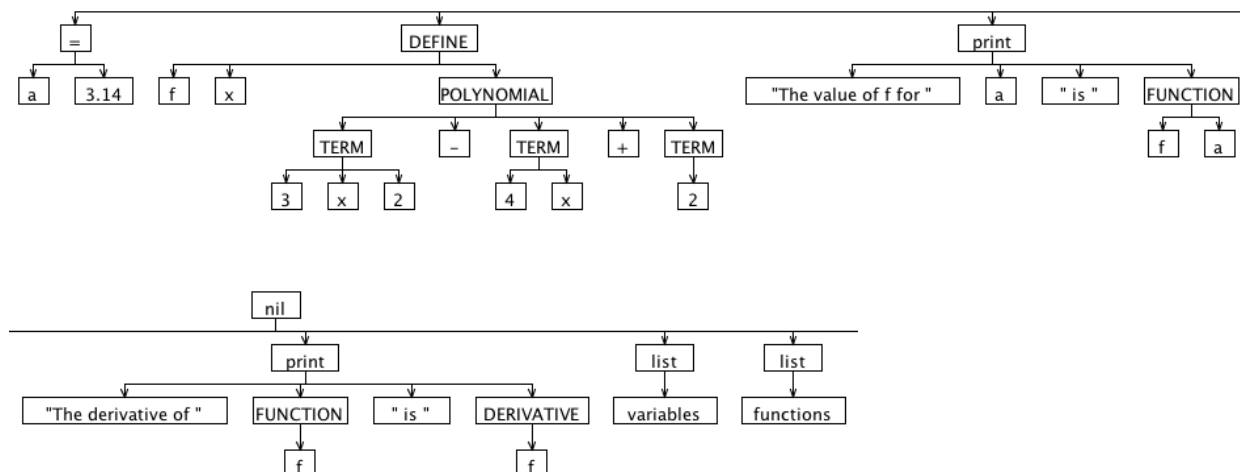 = DEFINE print
a 3.14 f x POLYNOMIAL "The value of f for " a " is " FUNCTION
TERM - TERM + TERM f a
3 x 2 4 x 2
nil
print list list
"The derivative of " FUNCTION " is " DERIVATIVE variables functions
f f